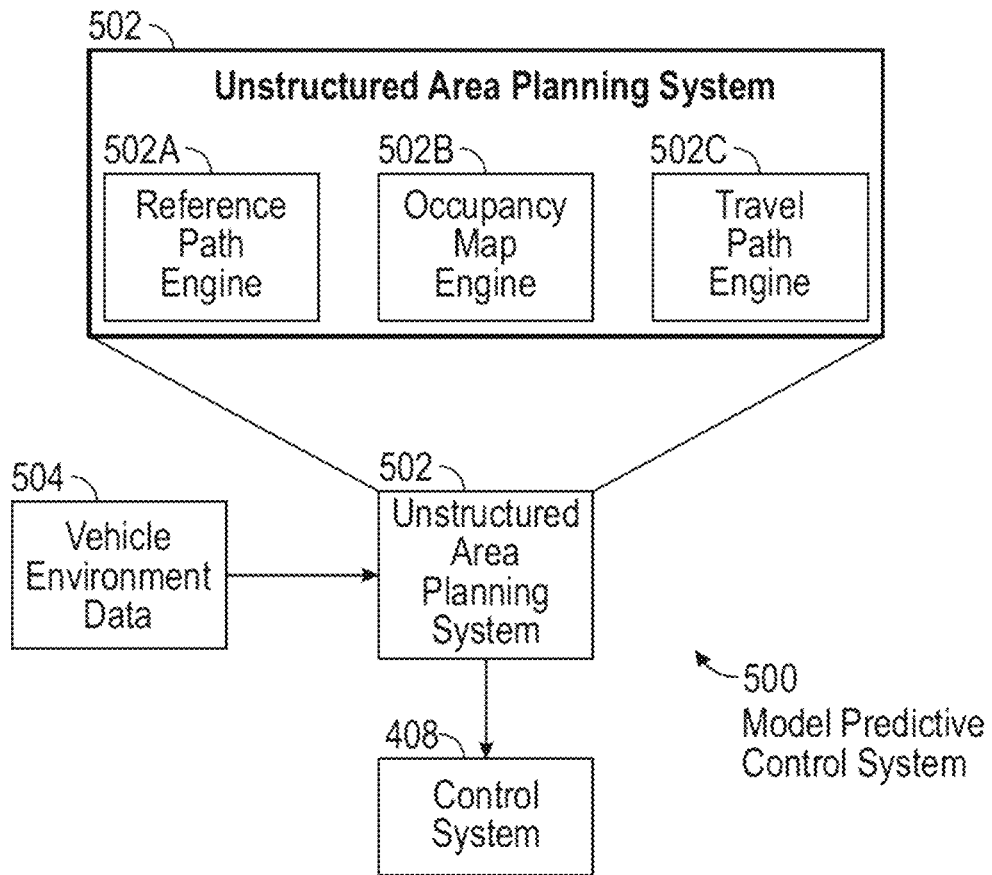 502
Unstructured Area Planning System
502A
Reference
Path
Engine
502B
Occupancy
Map
Engine
502C
Travel
Path
Engine
504
Vehicle
Environment
Data
502
Unstructured
Area
Planning
System
408
Control
System
500
Model Predictive
Control System